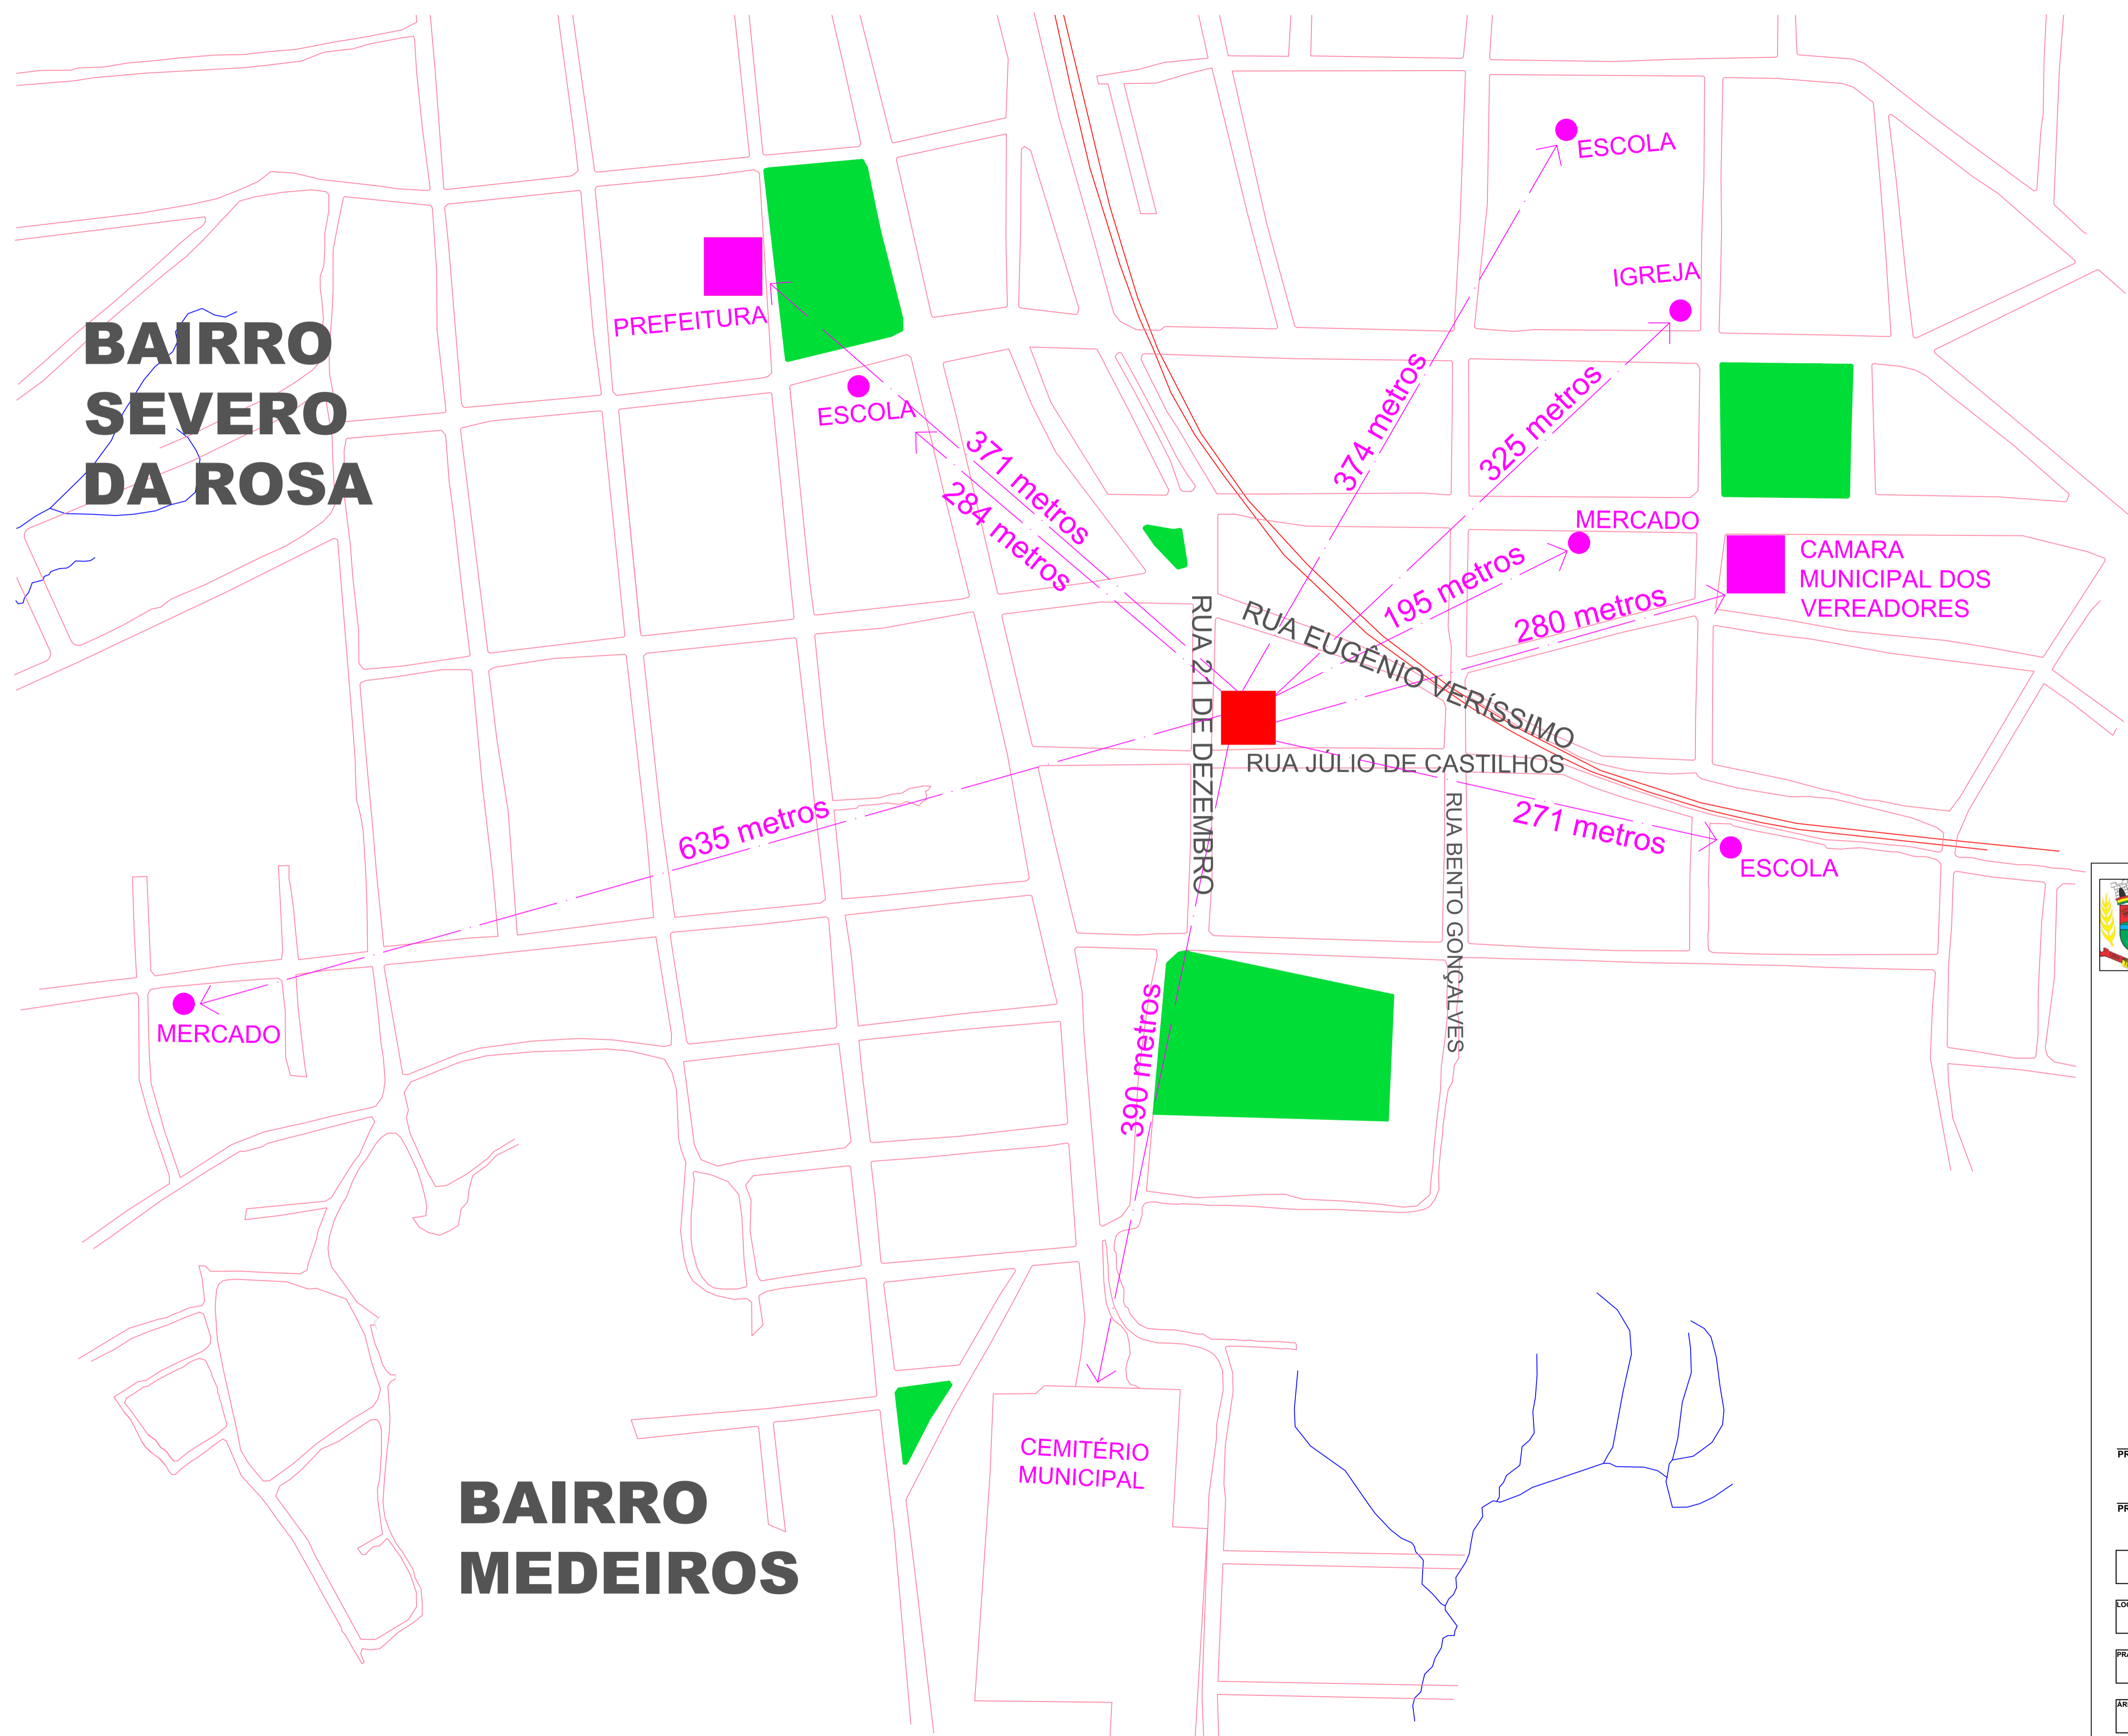 ESCOLA
IGREJA
PREFEITURA
ESCOLA
BAIRRO
SEVERO
DA ROSA
371 metros
284 metros
374 metros
325 metros
MERCADO
195 metros
280 metros
CAMARA
MUNICIPAL DOS
VEREADORES
RUA 21 DE DEZEMBRO
RUA EUGÊNIO VERÍSSIMO
RUA JÚLIO DE CASTILHOS
RUA BENTO GONÇALVES
635 metros
271 metros
ESCOLA
MERCADO
390 metros
CEMITÉRIO
MUNICIPAL
BAIRRO
MEDEIROS